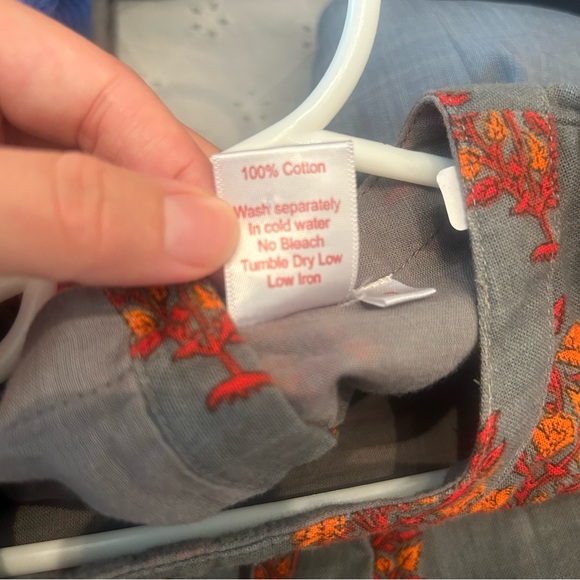 100% Cotton
Wash separately
In cold water
No Bleach
Tumble Dry Low
Low Iron